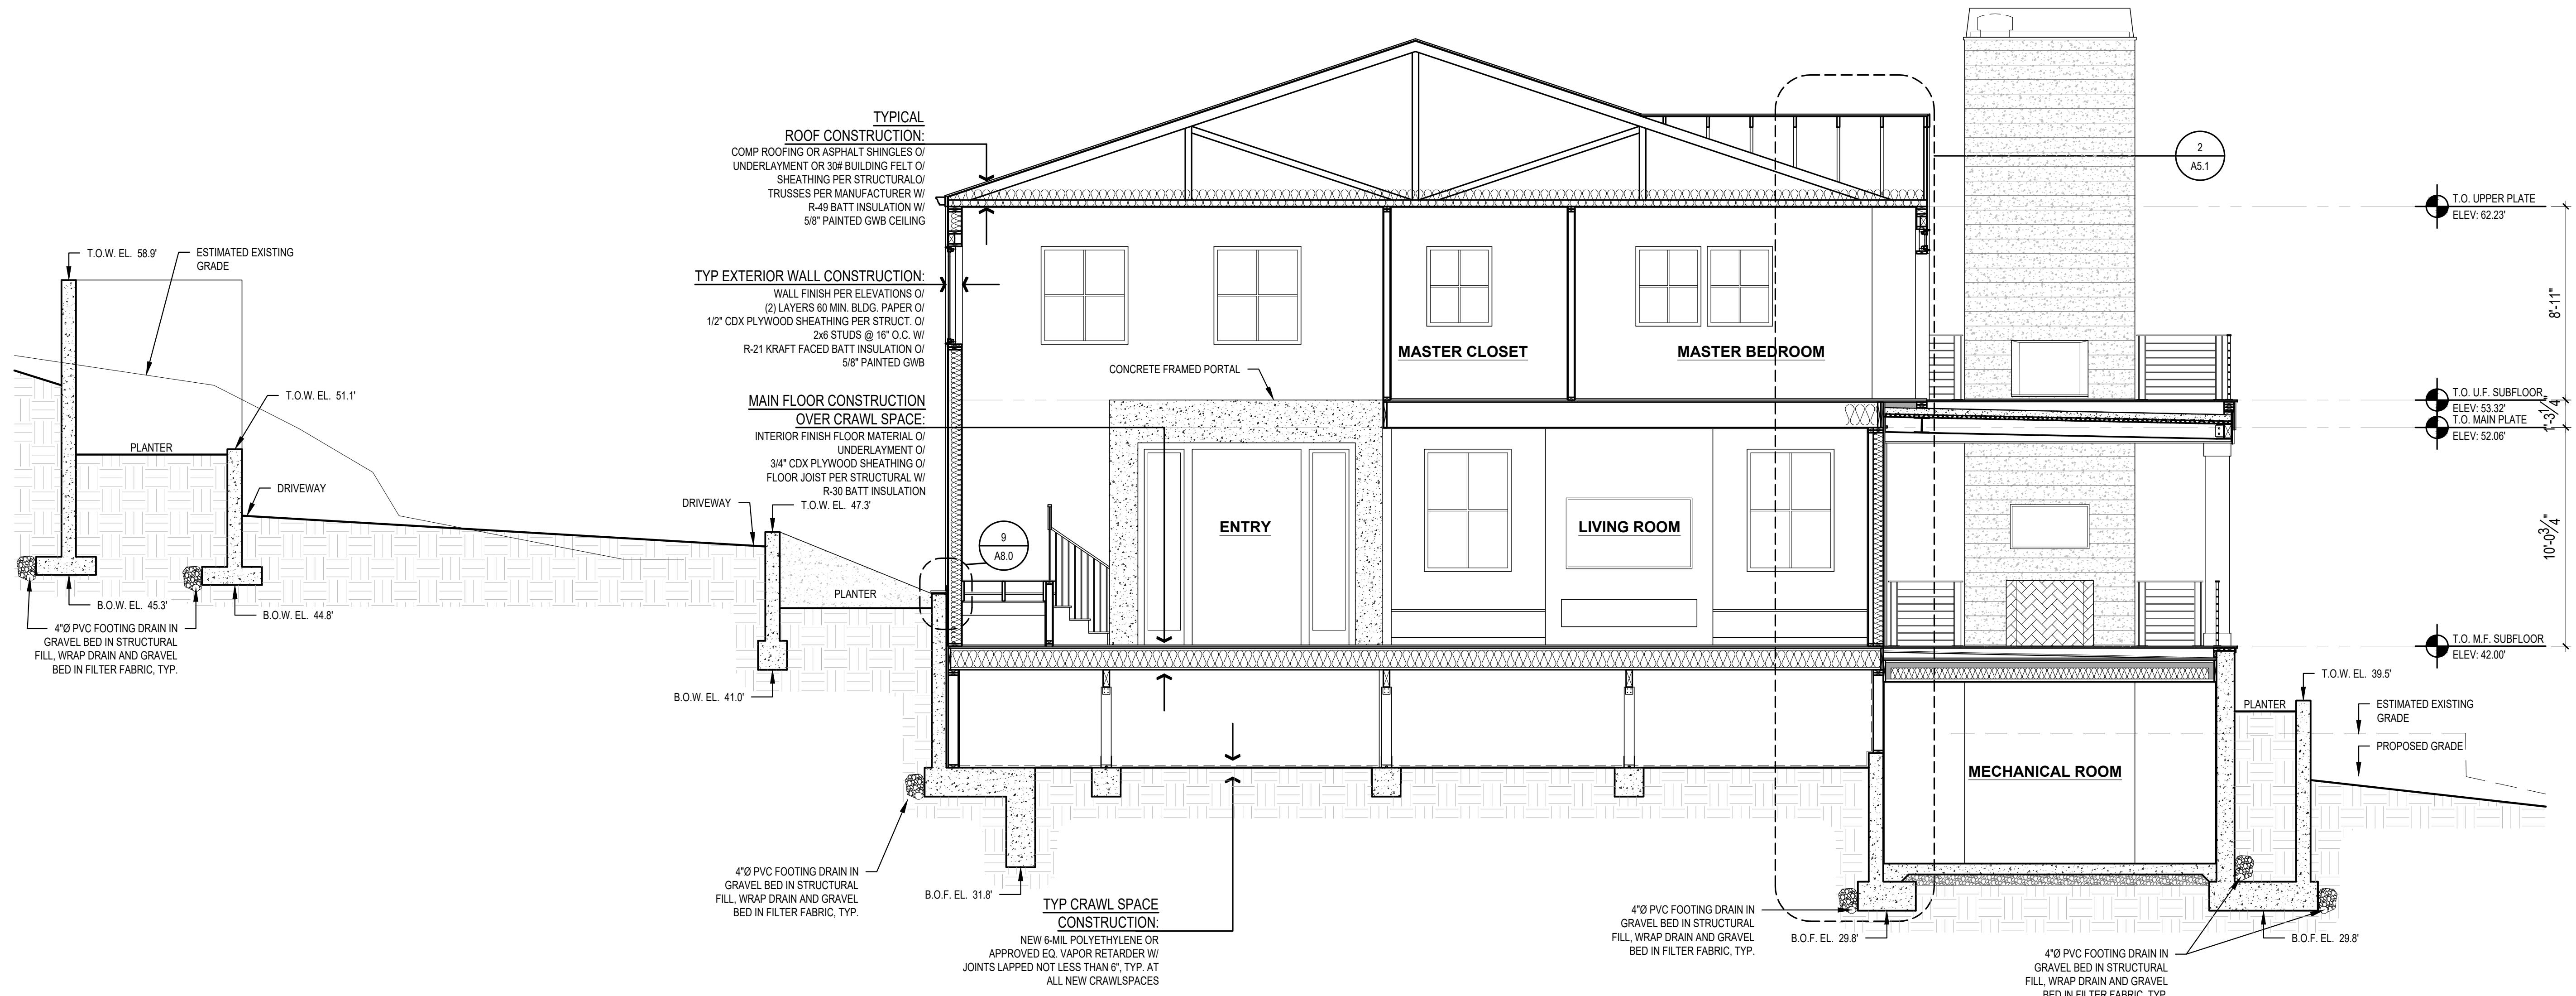 TYPICAL
ROOF CONSTRUCTION:
COMP ROOFING OR ASPHALT SHINGLES O/
UNDERLAYMENT OR 30# BUILDING FELT O/
SHEATHING PER STRUCTURALO/
TRUSSES PER MANUFACTURER W/
R-49 BATT INSULATION W/
5/8" PAINTED GWB CEILING
2
A5.1
T.O. UPPER PLATE
ELEV: 62.23'
8'-11"
T.O.W. EL. 58.9'
ESTIMATED EXISTING
GRADE
TYP EXTERIOR WALL CONSTRUCTION:
WALL FINISH PER ELEVATIONS O/
(2) LAYERS 60 MIN. BLDG. PAPER O/
1/2" CDX PLYWOOD SHEATHING PER STRUCT. O/
2x6 STUDS @ 16" O.C. W/
R-21 KRAFT FACED BATT INSULATION O/
5/8" PAINTED GWB
MASTER CLOSET
MASTER BEDROOM
CONCRETE FRAMED PORTAL
T.O.W. EL. 51.1'
PLANTER
DRIVEWAY
MAIN FLOOR CONSTRUCTION
OVER CRAWL SPACE:
INTERIOR FINISH FLOOR MATERIAL O/
UNDERLAYMENT O/
3/4" CDX PLYWOOD SHEATHING O/
FLOOR JOIST PER STRUCTURAL W/
R-30 BATT INSULATION
T.O. U.F. SUBFLOOR
ELEV: 53.32'
1'-3 1/4"
T.O. MAIN PLATE
ELEV: 52.06'
10'-0 3/4"
DRIVEWAY
T.O.W. EL. 47.3'
9
A8.0
ENTRY
LIVING ROOM
PLANTER
B.O.W. EL. 45.3'
B.O.W. EL. 44.8'
4"Ø PVC FOOTING DRAIN IN
GRAVEL BED IN STRUCTURAL
FILL, WRAP DRAIN AND GRAVEL
BED IN FILTER FABRIC, TYP.
B.O.W. EL. 41.0'
T.O. M.F. SUBFLOOR
ELEV: 42.00'
T.O.W. EL. 39.5'
PLANTER
ESTIMATED EXISTING
GRADE
PROPOSED GRADE
MECHANICAL ROOM
4"Ø PVC FOOTING DRAIN IN
GRAVEL BED IN STRUCTURAL
FILL, WRAP DRAIN AND GRAVEL
BED IN FILTER FABRIC, TYP.
B.O.F. EL. 31.8'
TYP CRAWL SPACE
CONSTRUCTION:
NEW 6-MIL POLYETHYLENE OR
APPROVED EQ. VAPOR RETARDER W/
JOINTS LAPPED NOT LESS THAN 6", TYP. AT
ALL NEW CRAWLSPACES
4"Ø PVC FOOTING DRAIN IN
GRAVEL BED IN STRUCTURAL
FILL, WRAP DRAIN AND GRAVEL
BED IN FILTER FABRIC, TYP.
B.O.F. EL. 29.8'
B.O.F. EL. 29.8'
4"Ø PVC FOOTING DRAIN IN
GRAVEL BED IN STRUCTURAL
FILL, WRAP DRAIN AND GRAVEL
BED IN FILTER FABRIC, TYP.